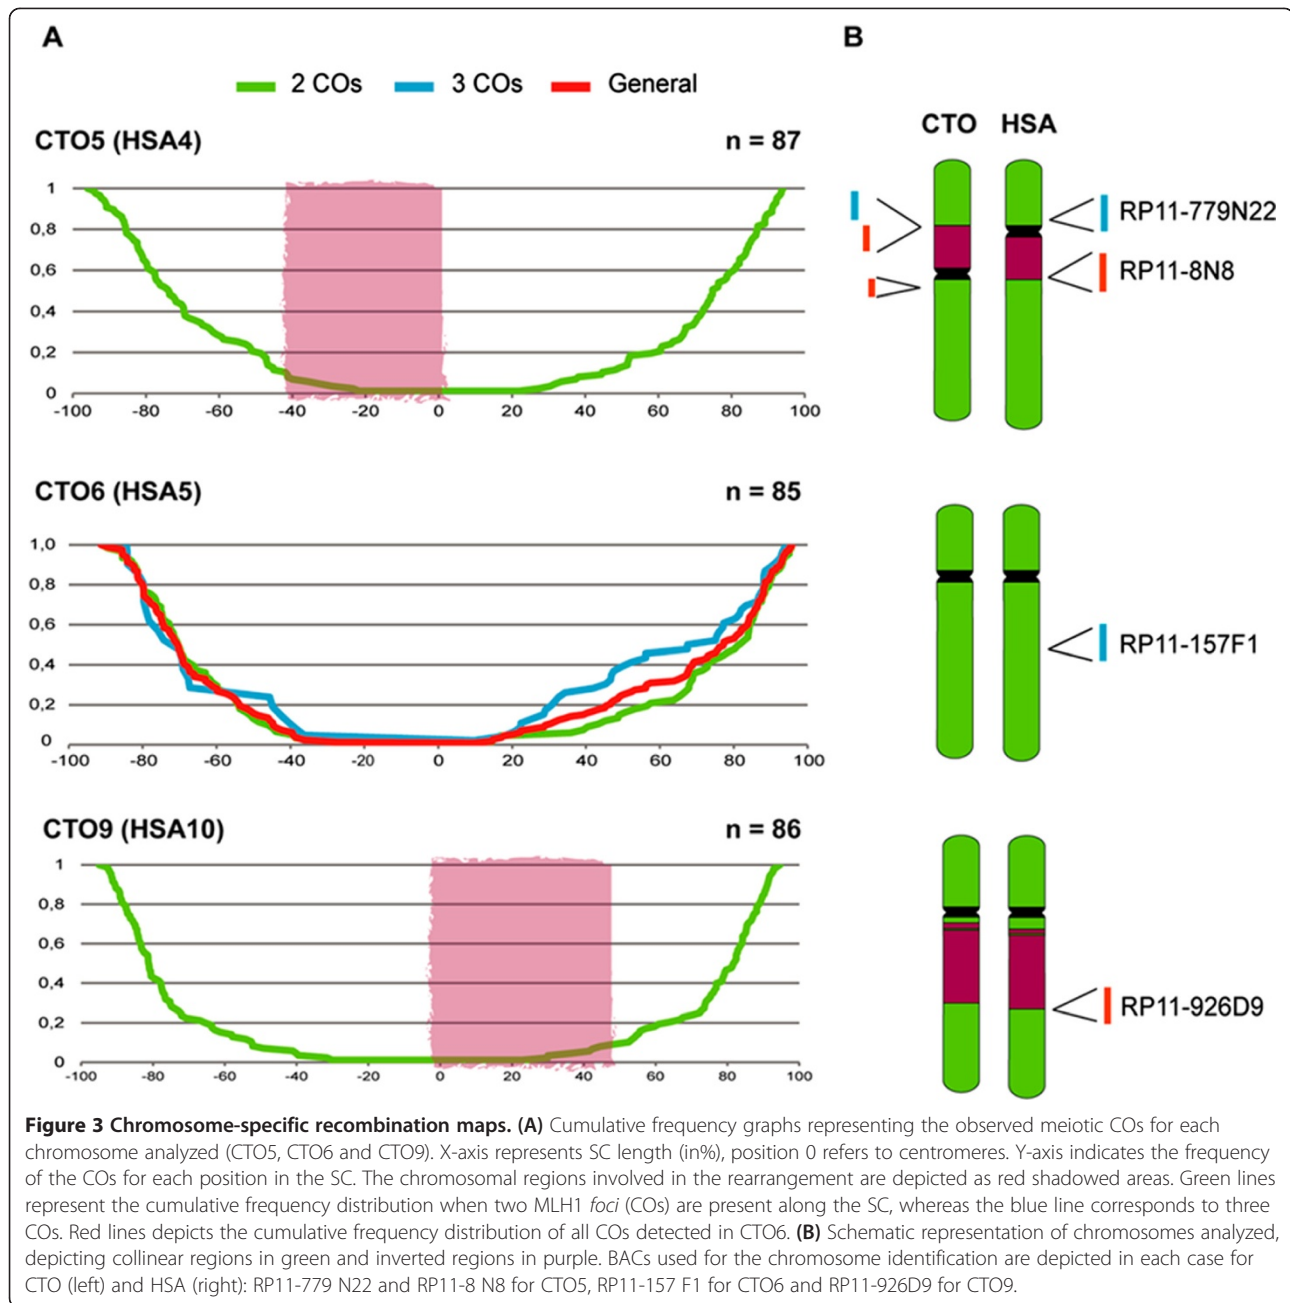 A
B
2 COs 3 COs General
CTO HSA
CTO5 (HSA4) n = 87
1
0,8
0,6
0,4
0,2
0
-100 -80 -60 -40 -20 0 20 40 60 80 100
RP11-779N22
RP11-8N8
CTO6 (HSA5) n = 85
1,0
0,8
0,6
0,4
0,2
0
-100 -80 -60 -40 -20 0 20 40 60 80 100
RP11-157F1
CTO9 (HSA10) n = 86
1
0,8
0,6
0,4
0,2
0
-100 -80 -60 -40 -20 0 20 40 60 80 100
RP11-926D9
Figure 3 Chromosome-specific recombination maps. (A) Cumulative frequency graphs representing the observed meiotic COs for each
chromosome analyzed (CTO5, CTO6 and CTO9). X-axis represents SC length (in%), position 0 refers to centromeres. Y-axis indicates the frequency
of the COs for each position in the SC. The chromosomal regions involved in the rearrangement are depicted as red shadowed areas. Green lines
represent the cumulative frequency distribution when two MLH1 foci (COs) are present along the SC, whereas the blue line corresponds to three
COs. Red lines depicts the cumulative frequency distribution of all COs detected in CTO6. (B) Schematic representation of chromosomes analyzed,
depicting collinear regions in green and inverted regions in purple. BACs used for the chromosome identification are depicted in each case for
CTO (left) and HSA (right): RP11-779 N22 and RP11-8 N8 for CTO5, RP11-157 F1 for CTO6 and RP11-926D9 for CTO9.